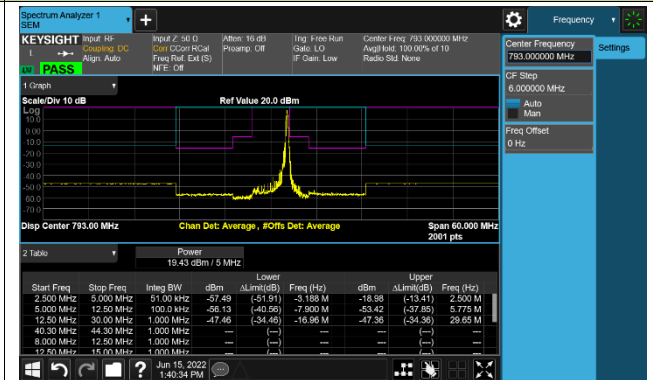 Spectrum Analyzer 1
SEM
Frequency
KEYSIGHT Input: RF Input Z: 50 Ω Atten: 16 dB Trig: Free Run Center Freq: 793.000000 MHz
Coupling: DC Corr CCorr RCal Preamp: Off Gate: LO Avg|Hold: 100.00% of 10
Align: Auto Freq Ref: Ext (S) IF Gain: Low Radio Std: None
NFE: Off
PASS
Center Frequency
793.000000 MHz
Settings
CF Step
6.000000 MHz
Auto
Man
Freq Offset
0 Hz
1 Graph
Scale/Div 10 dB Ref Value 20.0 dBm
Log
10.0
0.00
-10.0
-20.0
-30.0
-40.0
-50.0
-60.0
-70.0
Disp Center 793.00 MHz Chan Det: Average , #Offs Det: Average Span 60.000 MHz
2001 pts
2 Table
Power
19.43 dBm / 5 MHz
Lower Upper
Start Freq Stop Freq Integ BW dBm ΔLimit(dB) Freq (Hz) dBm ΔLimit(dB) Freq (Hz)
2.500 MHz 5.000 MHz 51.00 kHz -57.49 (-51.91) -3.188 M -18.98 (-13.41) 2.500 M
5.000 MHz 12.50 MHz 100.0 kHz -56.13 (-40.56) -7.900 M -53.42 (-37.85) 5.775 M
12.50 MHz 30.00 MHz 1.000 MHz -47.46 (-34.46) -16.96 M -47.36 (-34.36) 29.65 M
40.30 MHz 44.30 MHz 1.000 MHz --- (---) --- (---)
8.000 MHz 12.50 MHz 1.000 MHz --- (---) --- (---)
12.50 MHz 15.00 MHz 1.000 MHz --- (---) --- (---)
? Jun 15, 2022
1:40:34 PM